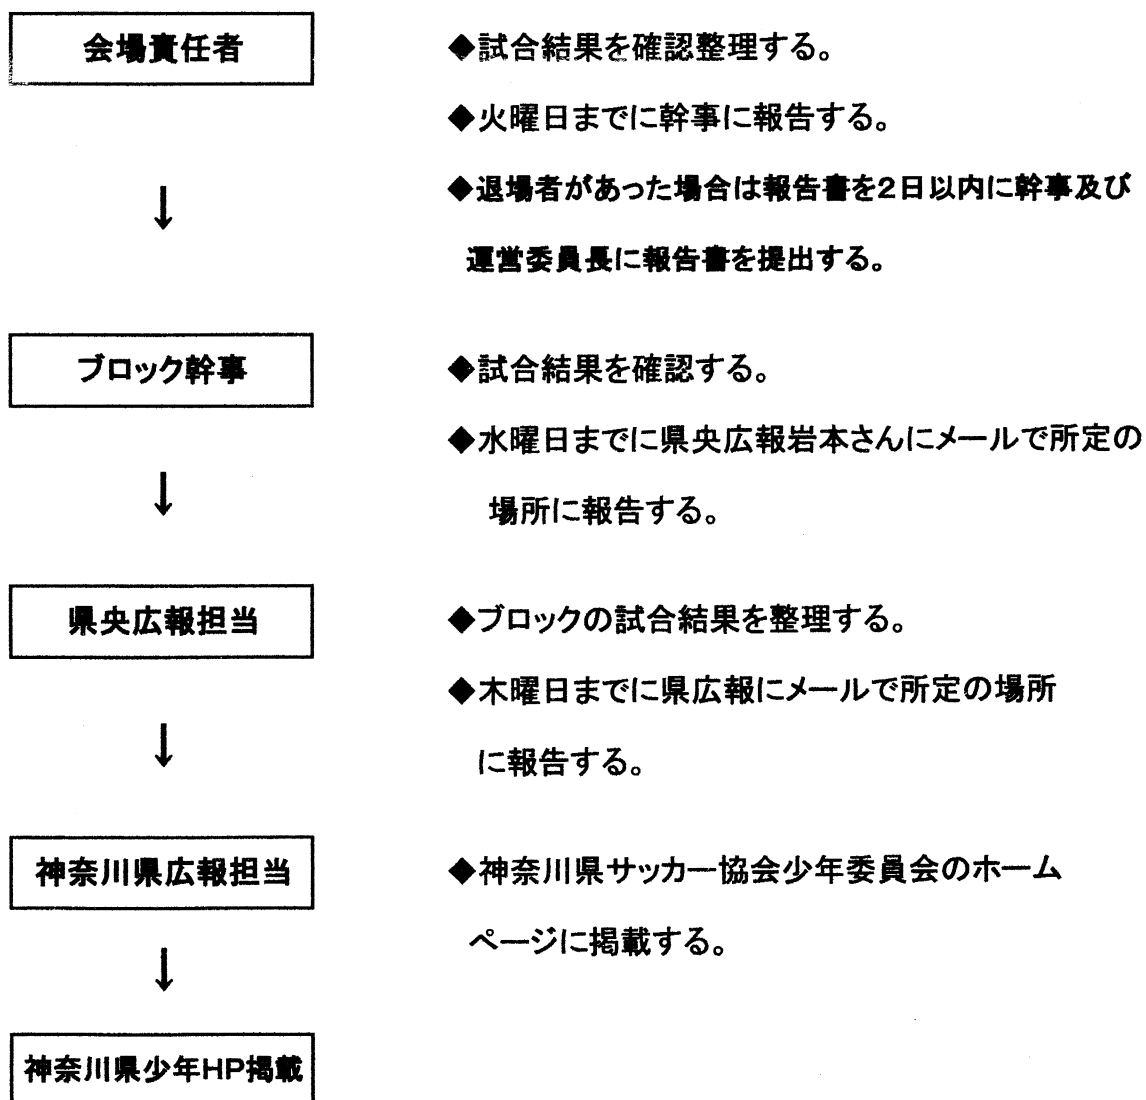 会場責任者
◆試合結果を確認整理する。
◆火曜日までに幹事に報告する。
↓
◆退場者があった場合は報告書を2日以内に幹事及び
運営委員長に報告書を提出する。
ブロック幹事
◆試合結果を確認する。
◆水曜日までに県央広報岩本さんにメールで所定の
↓
場所に報告する。
県央広報担当
◆ブロックの試合結果を整理する。
◆木曜日までに県広報にメールで所定の場所
↓
に報告する。
神奈川県広報担当
◆神奈川県サッカー協会少年委員会のホーム
ページに掲載する。
↓
神奈川県少年HP掲載